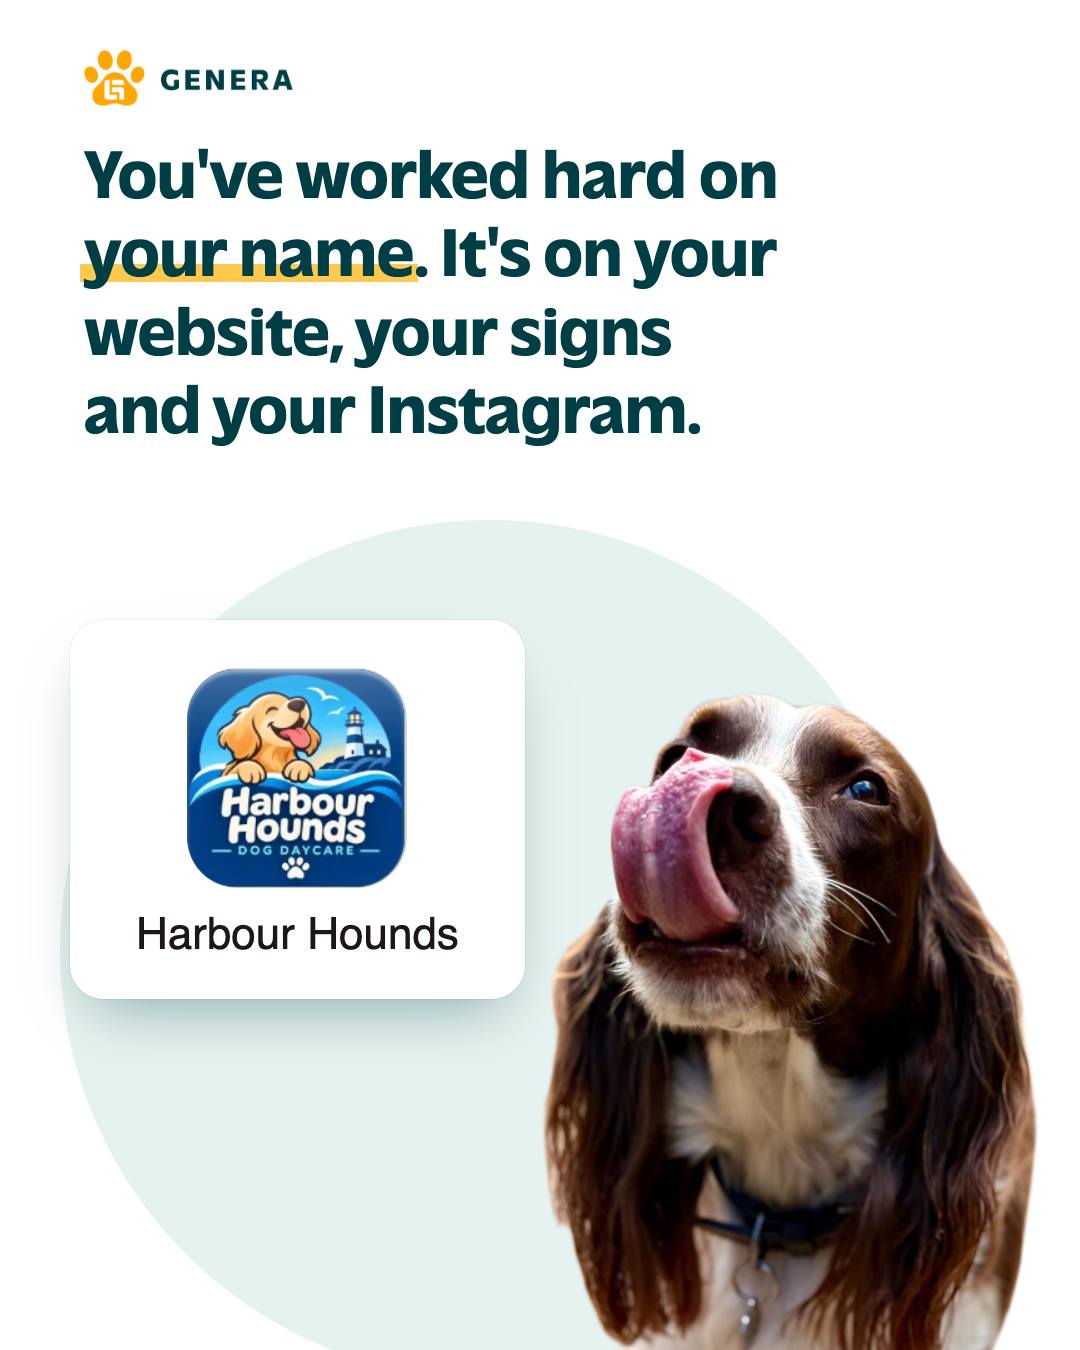 GENERA
You've worked hard on
your name. It's on your
website, your signs
and your Instagram.
Harbour
Hounds
DOG DAYCARE
Harbour Hounds